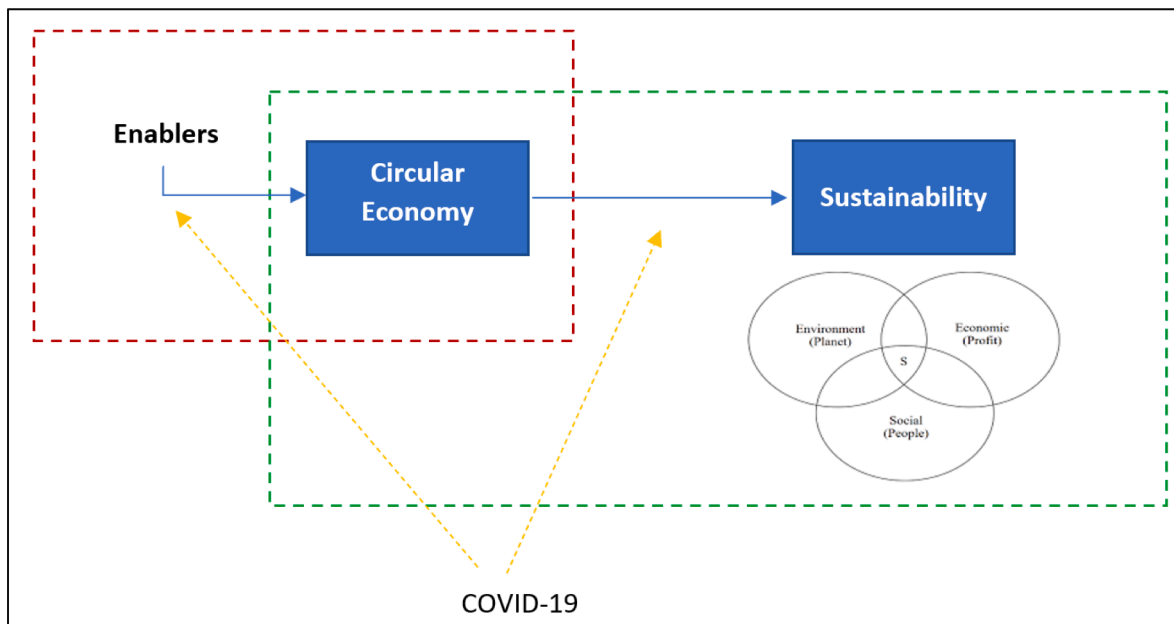 Enablers
Circular
Economy
Sustainability
Environment
(Planet)
Economic
(Profit)
S
Social
(People)
COVID-19